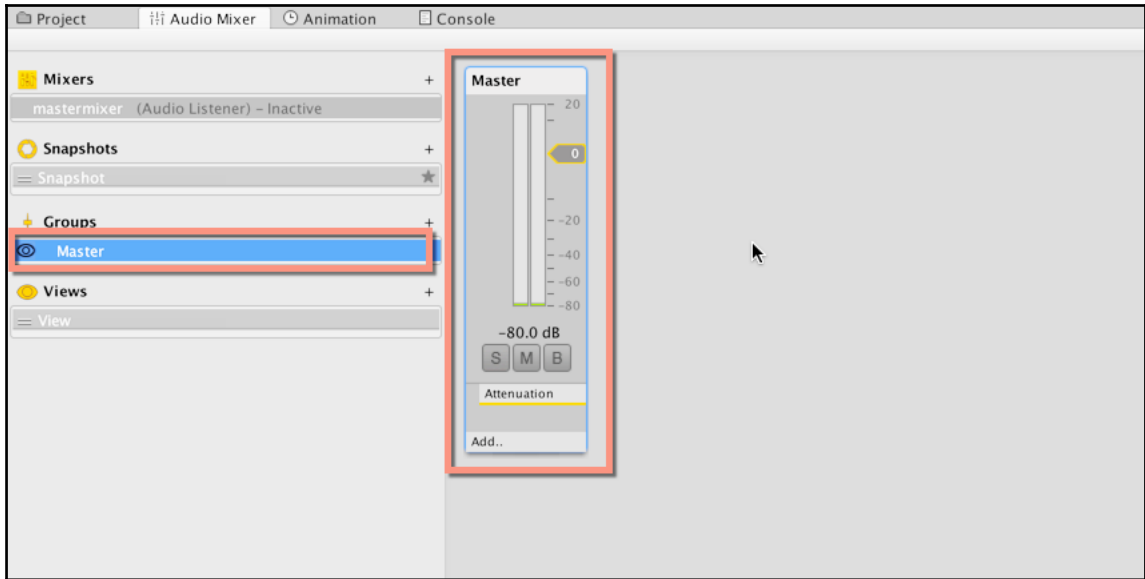 Project Audio Mixer Animation Console
Mixers +
mastermixer (Audio Listener) – Inactive
Snapshots +
Snapshot
Groups +
Master
Views +
View
Master
20
0
-20
-40
-60
-80
-80.0 dB
S M B
Attenuation
Add..